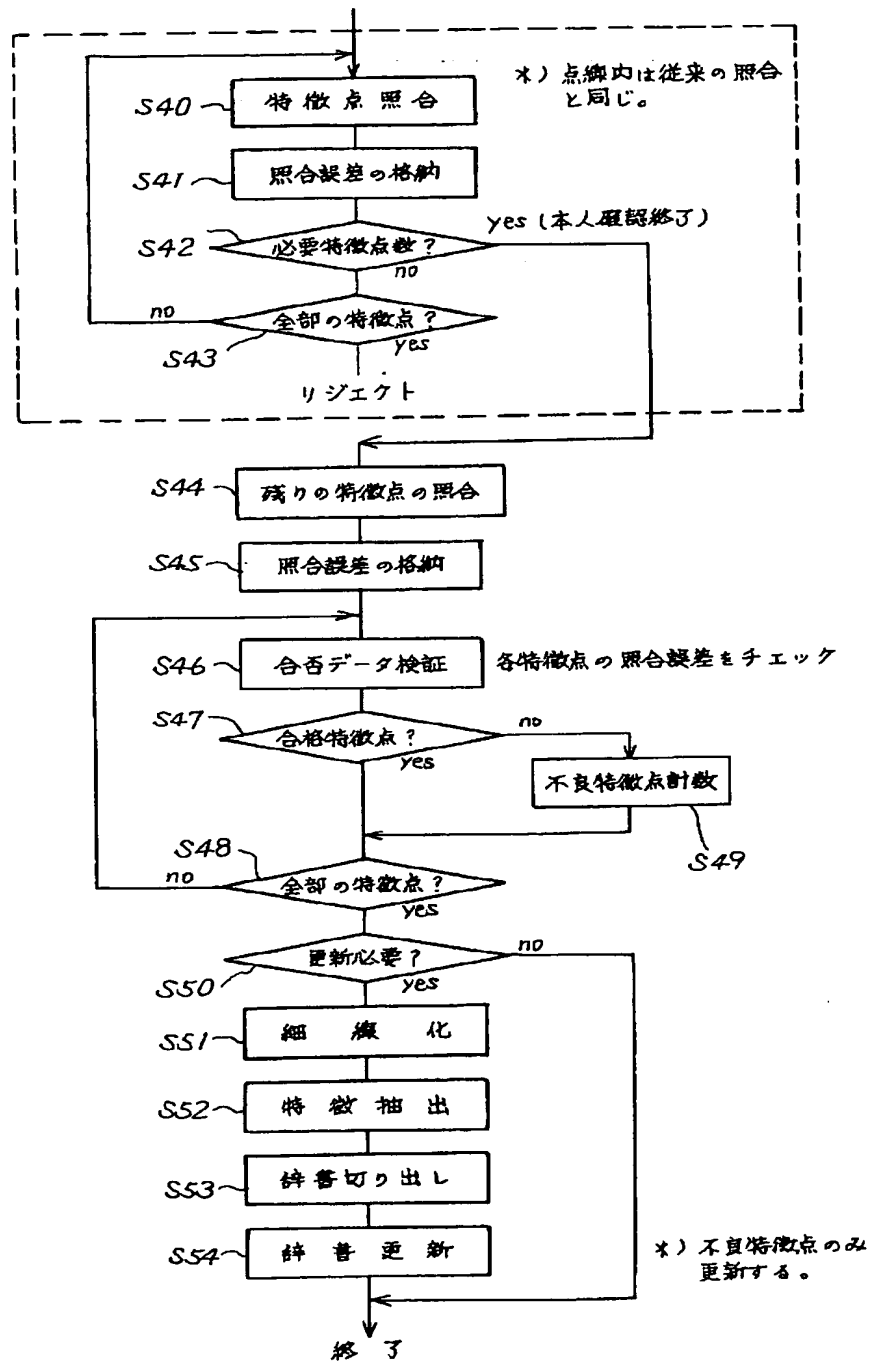 *) 点線内は従来の照合
と同じ。
S40
特徴点照合
S41
照合誤差の格納
S42
必要特徴点数?
yes (本人確認終了)
no
全部の特徴点?
no
S43
yes
リジェクト
S44
残りの特徴点の照合
S45
照合誤差の格納
S46
合否データ検証
各特徴点の照合誤差をチェック
S47
合格特徴点?
no
yes
不良特徴点計数
S49
S48
全部の特徴点?
no
yes
更新必要?
no
S50
yes
S51
細線化
S52
特徴抽出
S53
辞書切り出し
S54
辞書更新
*) 不良特徴点のみ
更新する。
終了